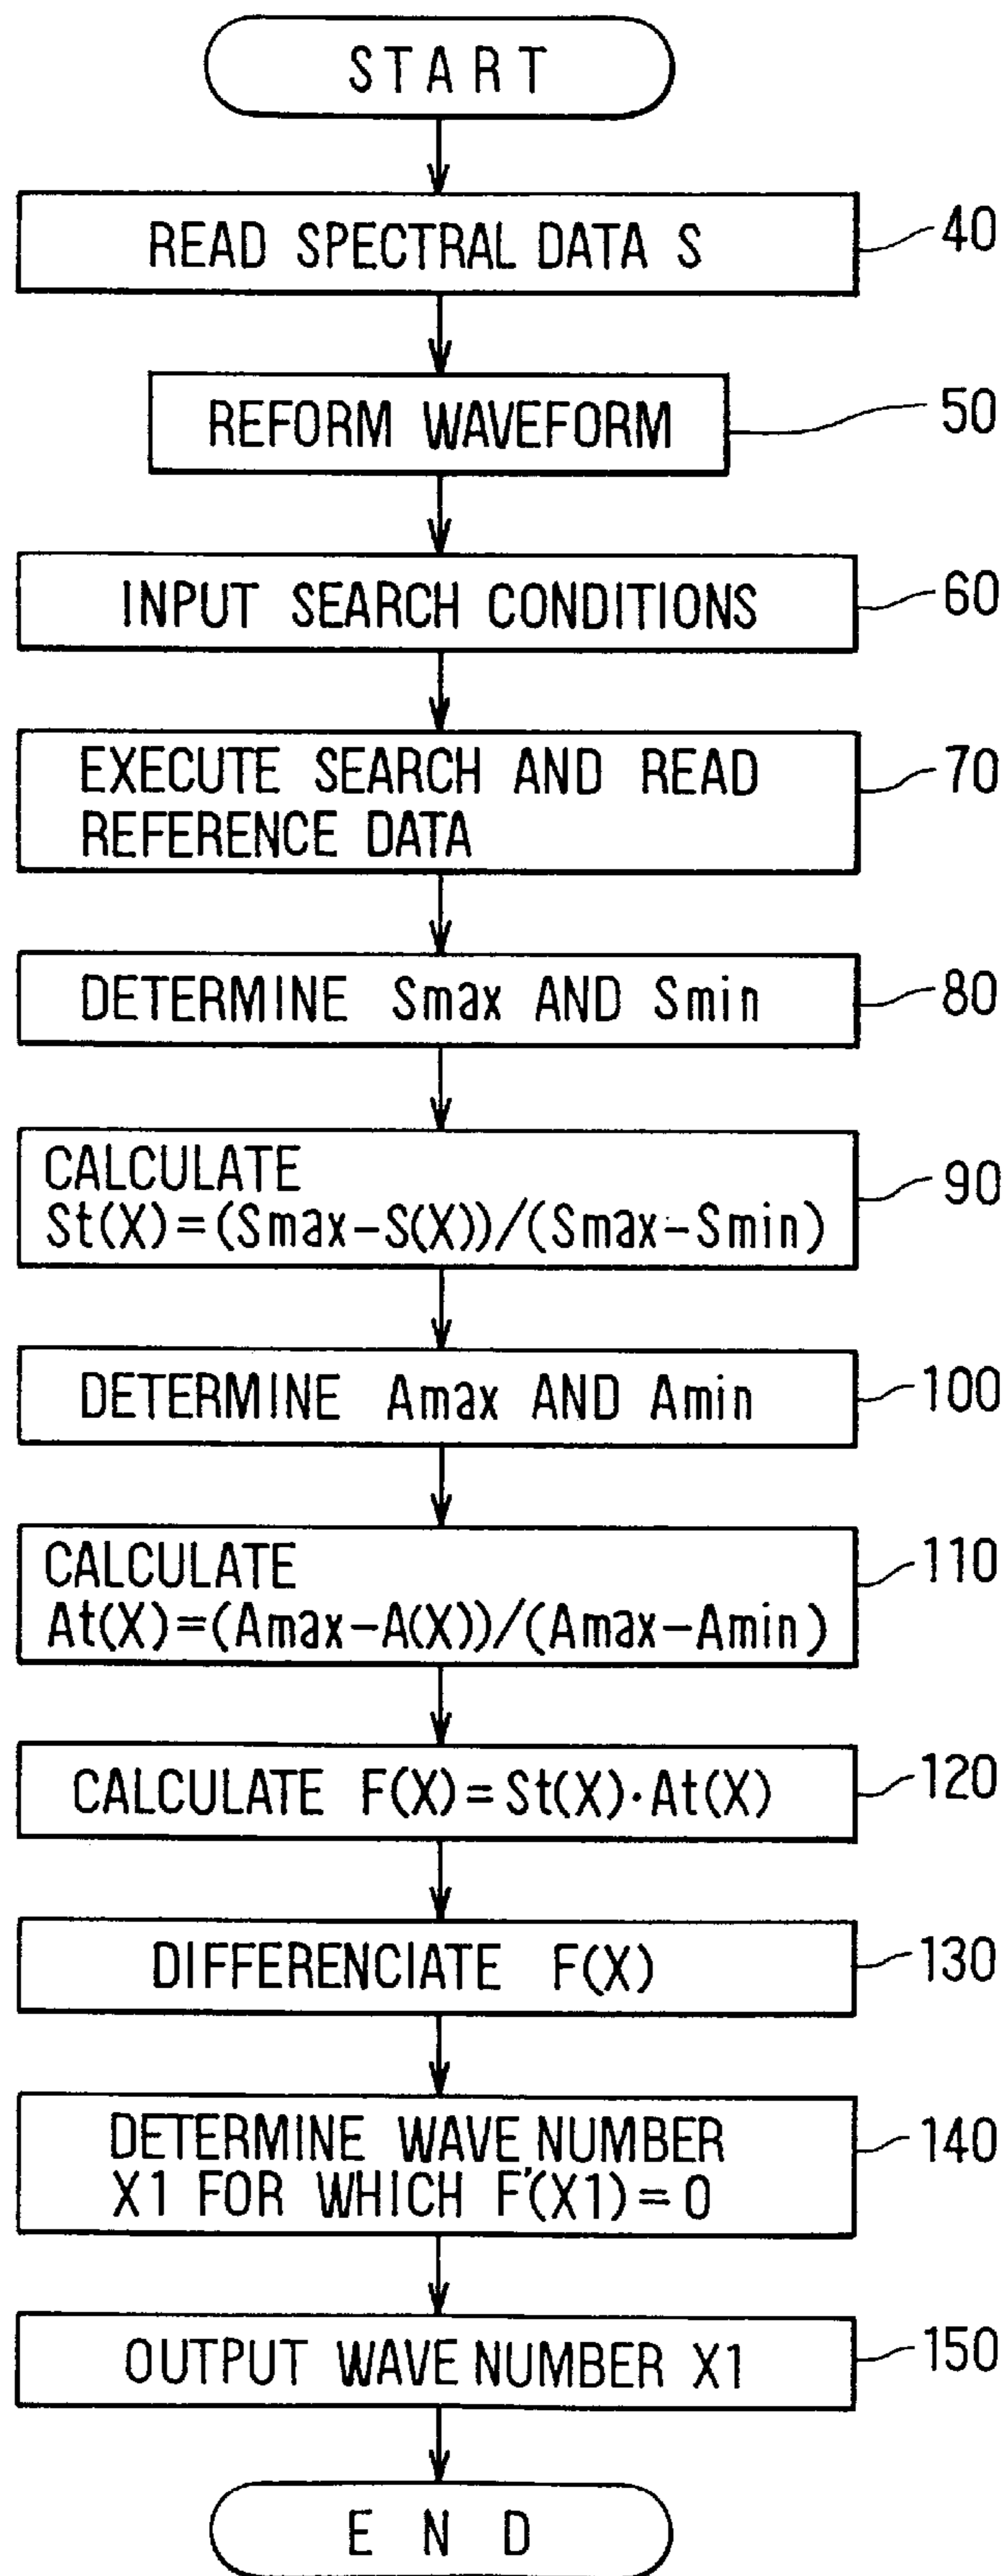 START
READ SPECTRAL DATA S
40
REFORM WAVEFORM
50
INPUT SEARCH CONDITIONS
60
EXECUTE SEARCH AND READ
REFERENCE DATA
70
DETERMINE Smax AND Smin
80
CALCULATE
St(X)=(Smax-S(X))/(Smax-Smin)
90
DETERMINE Amax AND Amin
100
CALCULATE
At(X)=(Amax-A(X))/(Amax-Amin)
110
CALCULATE F(X)=St(X)·At(X)
120
DIFFERENCIATE F(X)
130
DETERMINE WAVE NUMBER
X1 FOR WHICH F'(X1)=0
140
OUTPUT WAVE NUMBER X1
150
END